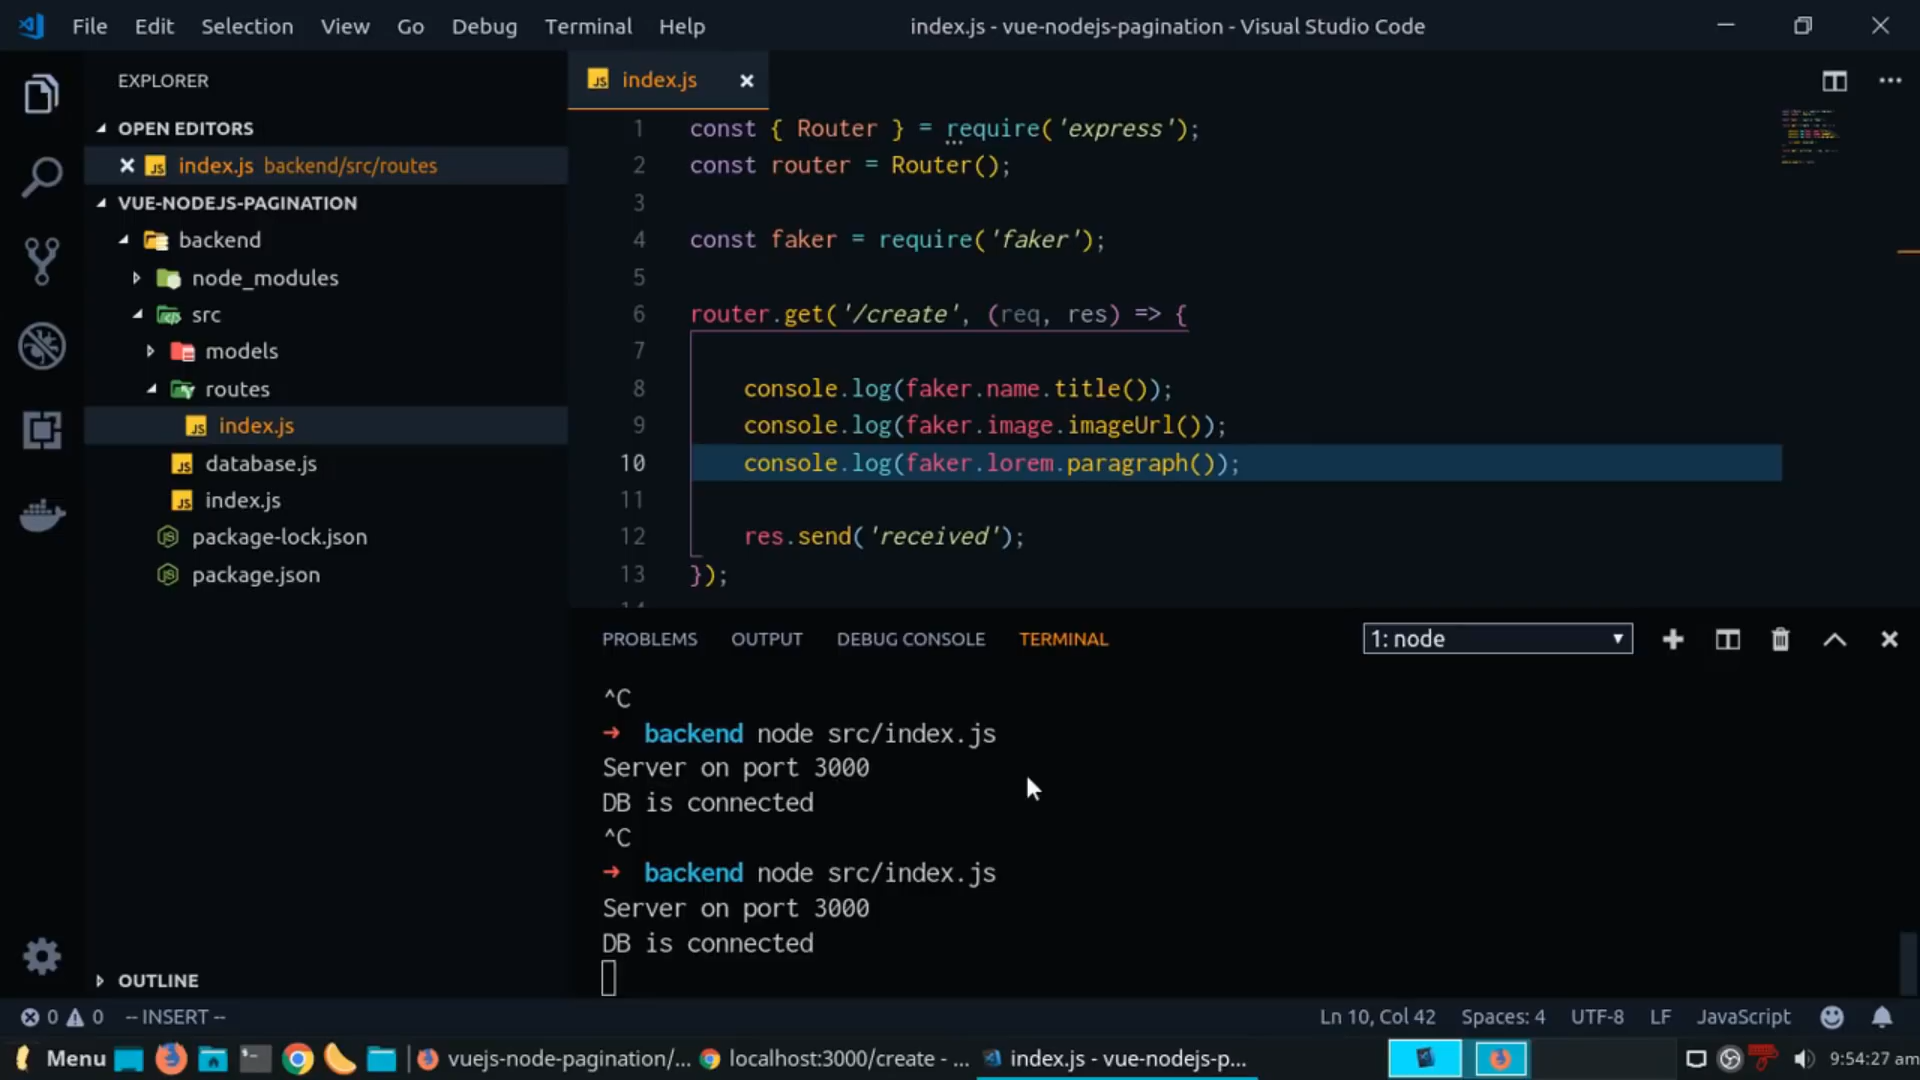 File Edit Selection View Go Debug Terminal Help
index.js - vue-nodejs-pagination - Visual Studio Code
EXPLORER
OPEN EDITORS
index.js backend/src/routes
VUE-NODEJS-PAGINATION
backend
node_modules
src
models
routes
index.js
database.js
index.js
package-lock.json
package.json
OUTLINE
index.js
1 const { Router } = require('express');
2 const router = Router();
3
4 const faker = require('faker');
5
6 router.get('/create', (req, res) => {
7
8 console.log(faker.name.title());
9 console.log(faker.image.imageUrl());
10 console.log(faker.lorem.paragraph());
11
12 res.send('received');
13 });
PROBLEMS OUTPUT DEBUG CONSOLE TERMINAL
1: node
^C
➜ backend node src/index.js
Server on port 3000
DB is connected
^C
➜ backend node src/index.js
Server on port 3000
DB is connected
0 0 -- INSERT --
Ln 10, Col 42 Spaces: 4 UTF-8 LF JavaScript
Menu vuejs-node-pagination/... localhost:3000/create - ... index.js - vue-nodejs-p... 9:54:27 am